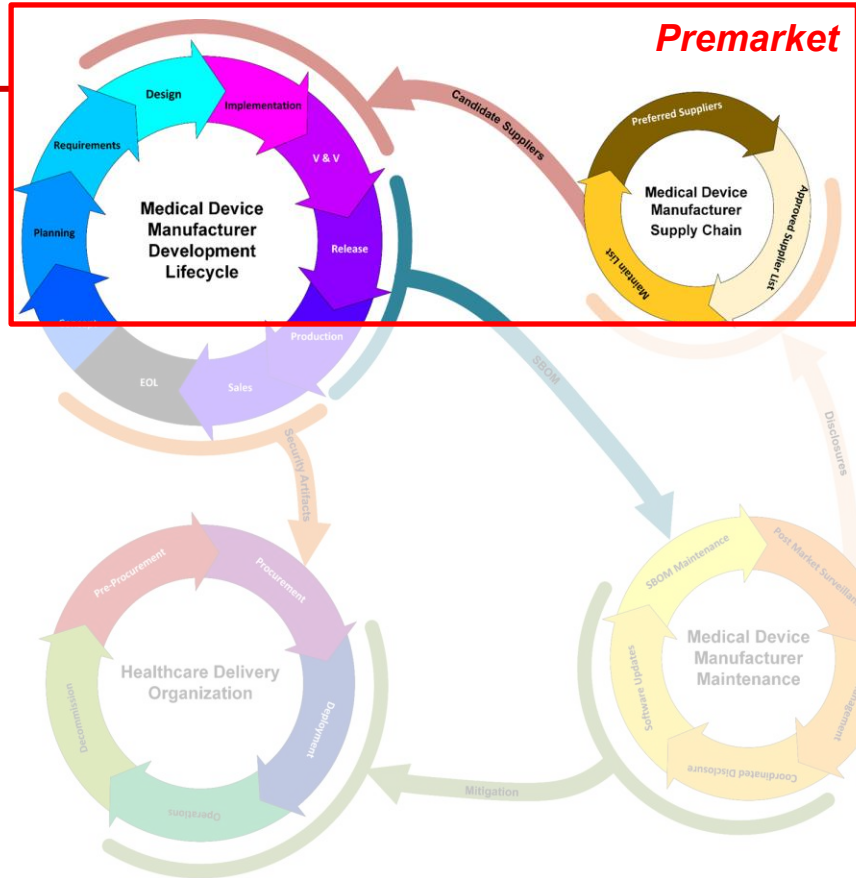 Premarket
Design
Implementation
Requirements
V & V
Planning
Release
Production
Sales
EOL
Medical Device
Manufacturer
Development
Lifecycle
Candidate Suppliers
Preferred Suppliers
Approved Supplier List
Maintain List
Medical Device
Manufacturer
Supply Chain
SBOM
Security Artifacts
Disclosures
Pre-Procurement
Procurement
Deployment
Operations
Decommission
Healthcare Delivery
Organization
Mitigation
SBOM Maintenance
Post Market Surveillan
Coordinated Disclosure
Software Updates
Medical Device
Manufacturer
Maintenance